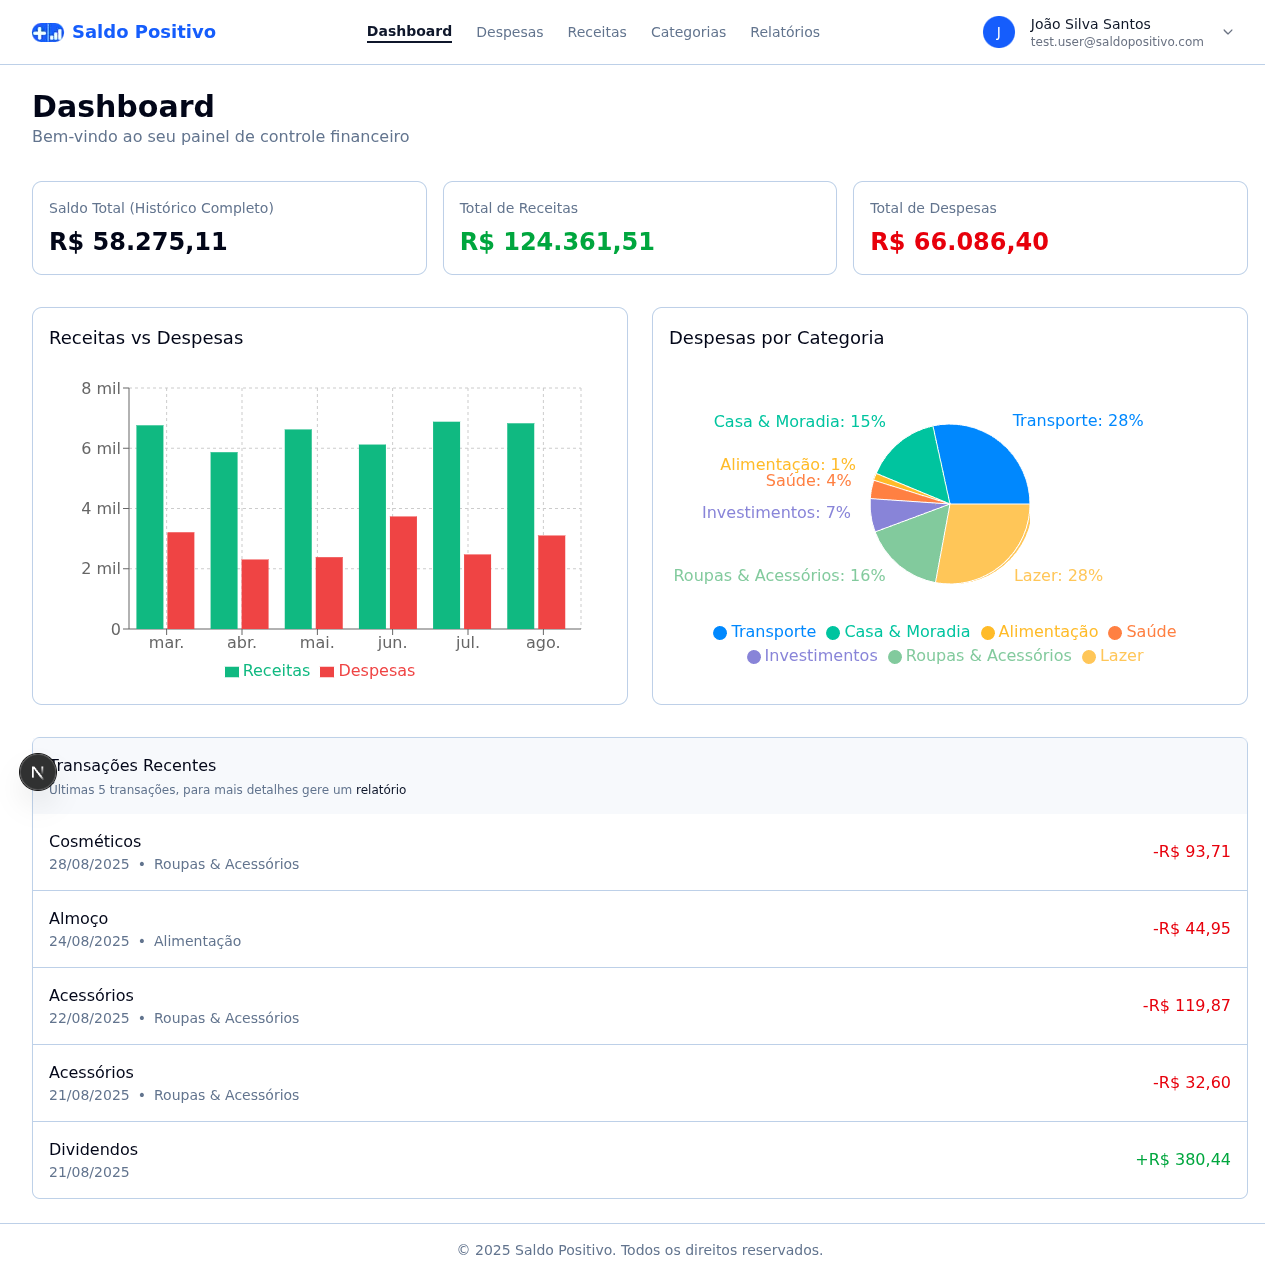 Saldo Positivo
Dashboard Despesas Receitas Categorias Relatórios
J
João Silva Santos
test.user@saldopositivo.com
Dashboard
Bem-vindo ao seu painel de controle financeiro
Saldo Total (Histórico Completo)
R$ 58.275,11
Total de Receitas
R$ 124.361,51
Total de Despesas
R$ 66.086,40
Receitas vs Despesas
8 mil
6 mil
4 mil
2 mil
0
mar. abr. mai. jun. jul. ago.
Receitas Despesas
Despesas por Categoria
Casa & Moradia: 15%
Transporte: 28%
Alimentação: 1%
Saúde: 4%
Investimentos: 7%
Roupas & Acessórios: 16%
Lazer: 28%
Transporte Casa & Moradia Alimentação Saúde
Investimentos Roupas & Acessórios Lazer
N
Transações Recentes
Últimas 5 transações, para mais detalhes gere um relatório
Cosméticos
28/08/2025 • Roupas & Acessórios
-R$ 93,71
Almoço
24/08/2025 • Alimentação
-R$ 44,95
Acessórios
22/08/2025 • Roupas & Acessórios
-R$ 119,87
Acessórios
21/08/2025 • Roupas & Acessórios
-R$ 32,60
Dividendos
21/08/2025
+R$ 380,44
© 2025 Saldo Positivo. Todos os direitos reservados.